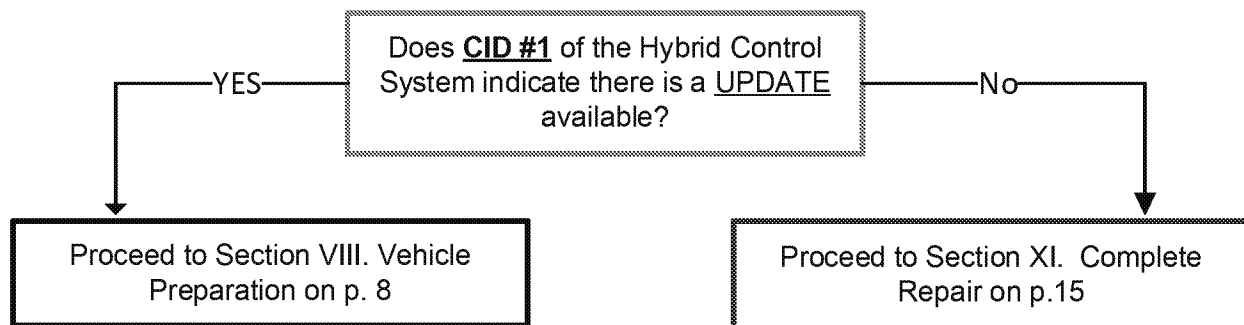 Does CID #1 of the Hybrid Control
System indicate there is a UPDATE
available?
YES
No
Proceed to Section VIII. Vehicle
Preparation on p. 8
Proceed to Section XI. Complete
Repair on p.15